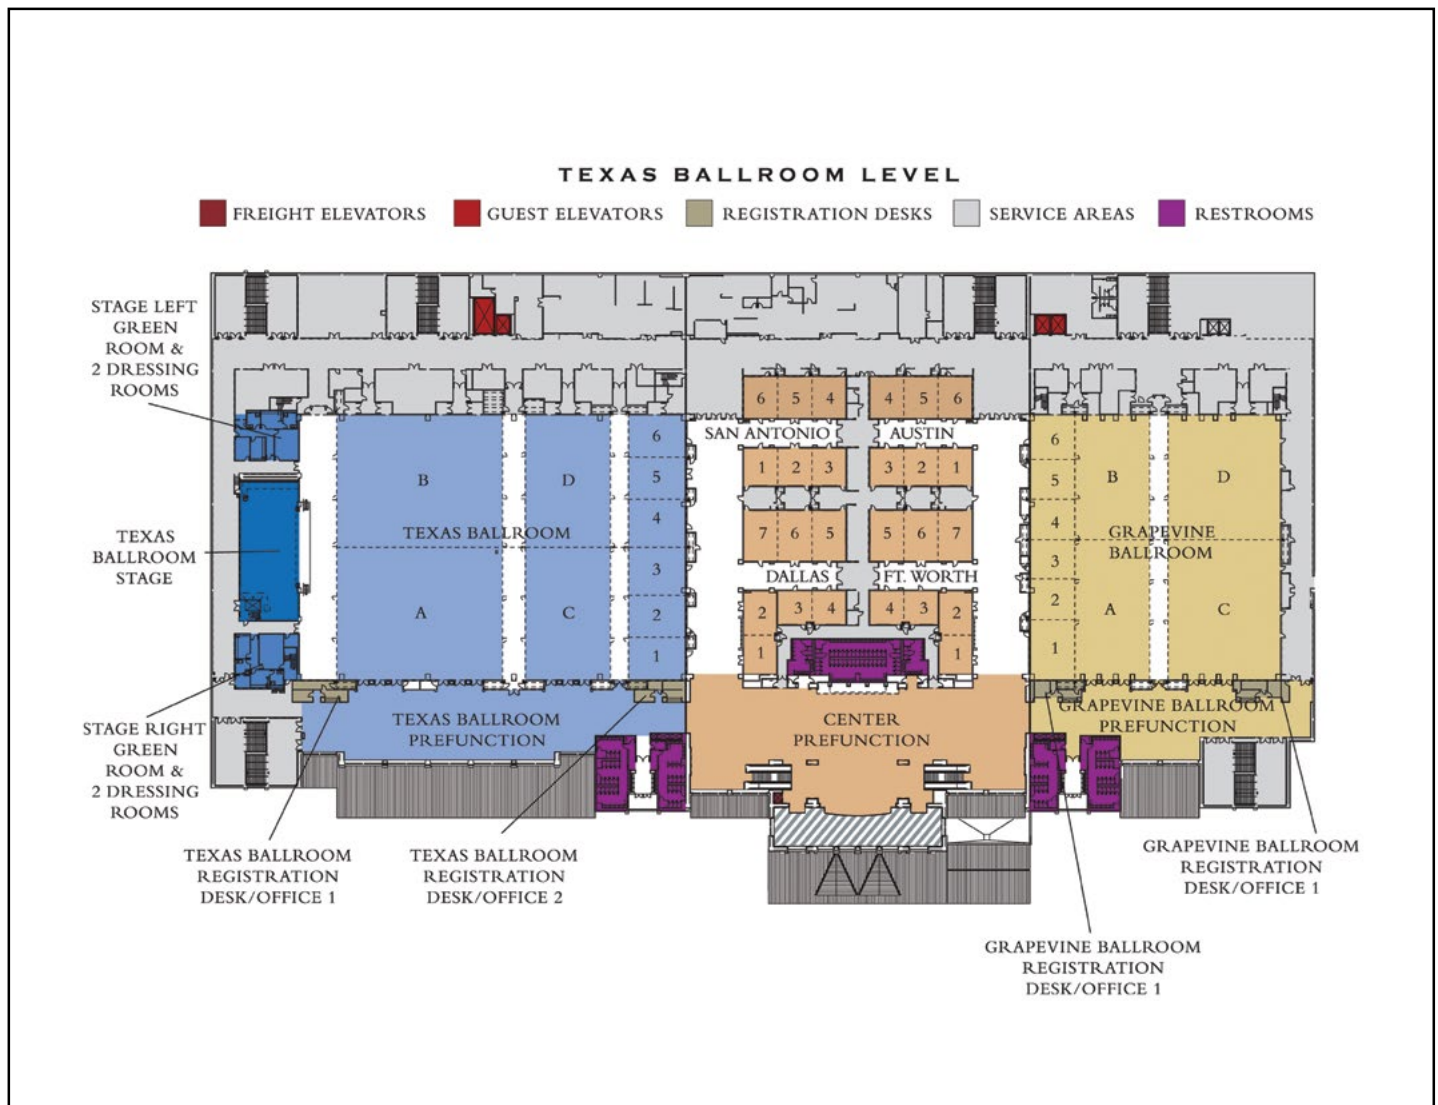 TEXAS BALLROOM LEVEL
FREIGHT ELEVATORS
GUEST ELEVATORS
REGISTRATION DESKS
SERVICE AREAS
RESTROOMS
STAGE LEFT
GREEN
ROOM &
2 DRESSING
ROOMS
TEXAS
BALLROOM
STAGE
STAGE RIGHT
GREEN
ROOM &
2 DRESSING
ROOMS
B
D
TEXAS BALLROOM
A
C
6
5
4
3
2
1
TEXAS BALLROOM
PREFUNCTION
6 5 4
SAN ANTONIO
1 2 3
4 5 6
AUSTIN
3 2 1
7 6 5
DALLAS
2 3 4
1
5 6 7
FT. WORTH
4 3 2
1
CENTER
PREFUNCTION
6
5
4
3
2
1
B
D
GRAPEVINE
BALLROOM
A
C
GRAPEVINE BALLROOM
PREFUNCTION
TEXAS BALLROOM
REGISTRATION
DESK/OFFICE 1
TEXAS BALLROOM
REGISTRATION
DESK/OFFICE 2
GRAPEVINE BALLROOM
REGISTRATION
DESK/OFFICE 1
GRAPEVINE BALLROOM
REGISTRATION
DESK/OFFICE 1